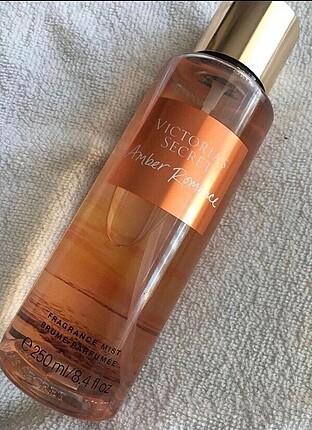 VICTORIA'S
SECRET
Amber Romance
FRAGRANCE MIST
BRUME PARFUMÉE
℮250 ml/8.4 fl oz